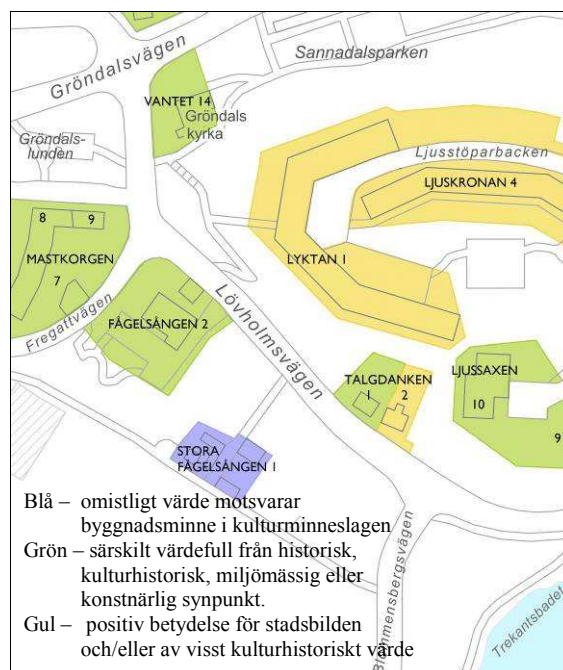 Gröndalsvägen
Sannadalsparken
VANTET 14
Gröndals
kyrka
Gröndals-
lunden
Ljusstöparbacken
LJUSKRONAN 4
8
9
MASTKORGEN
7
LYKTAN 1
Fregattvägen
FÅGELSÅNGEN 2
Lövholmsvägen
TALGDANKEN
1
2
LJUSSAXEN
10
9
STORA
FÅGELSÅNGEN 1
Blå – omistligt värde motsvarar
byggnadsminne i kulturminneslagen
Grön – särskilt värdefull från historisk,
kulturhistorisk, miljömässig eller
konstnärlig synpunkt.
Gul – positiv betydelse för stadsbilden
och/eller av visst kulturhistoriskt värde
Blommensbergsvägen
Trekantsbadet